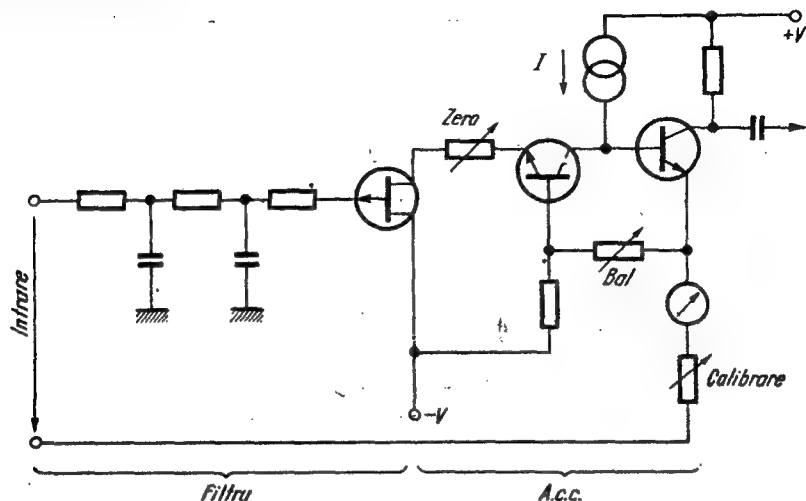 +V
I
Zero
Intrare
Bal
Calibrare
-V
Filtru
A.c.c.